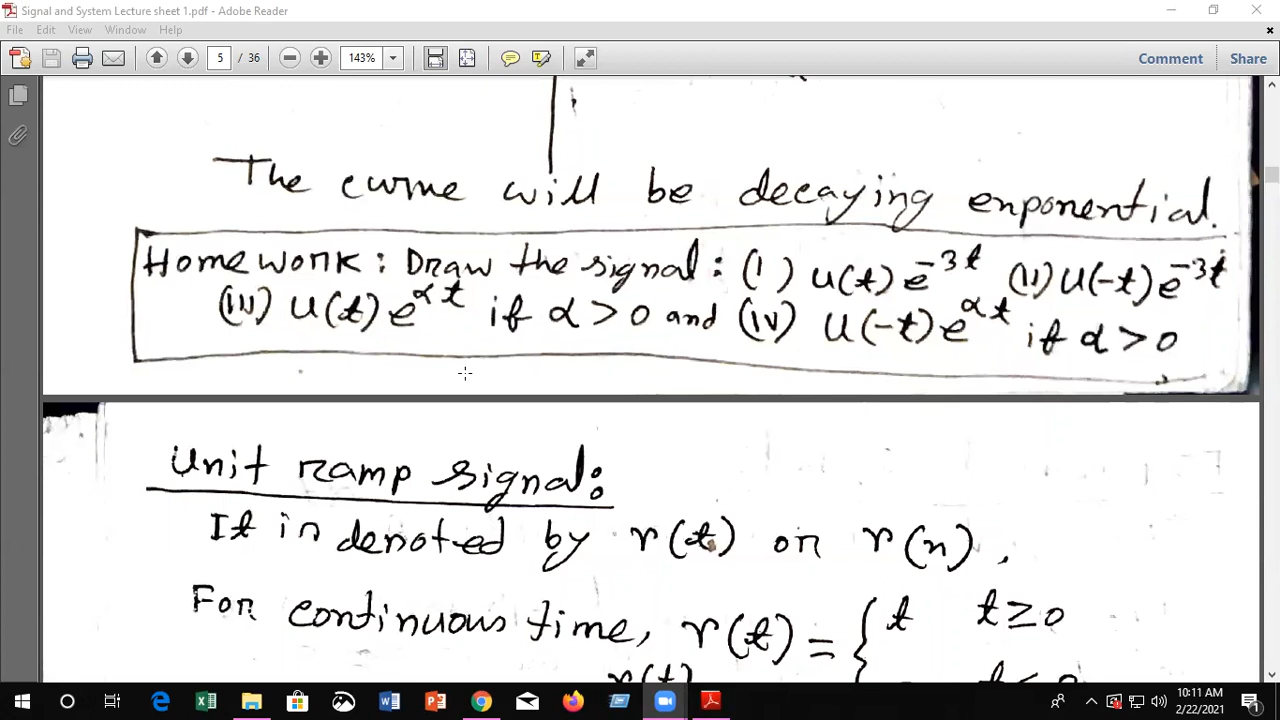 Signal and System Lecture sheet 1.pdf - Adobe Reader
File Edit View Window Help
5 / 36 143% Comment Share
The curve will be decaying exponential.
Homework: Draw the signal: (i) u(t) e^-3t (ii) u(-t) e^-3t
(iii) u(t) e^αt if α > 0 and (iv) u(-t) e^αt if α > 0
Unit ramp signal:
It is denoted by r(t) or r(n).
For continuous time, r(t) = { t t ≥ 0
r(t)
10:11 AM
2/22/2021